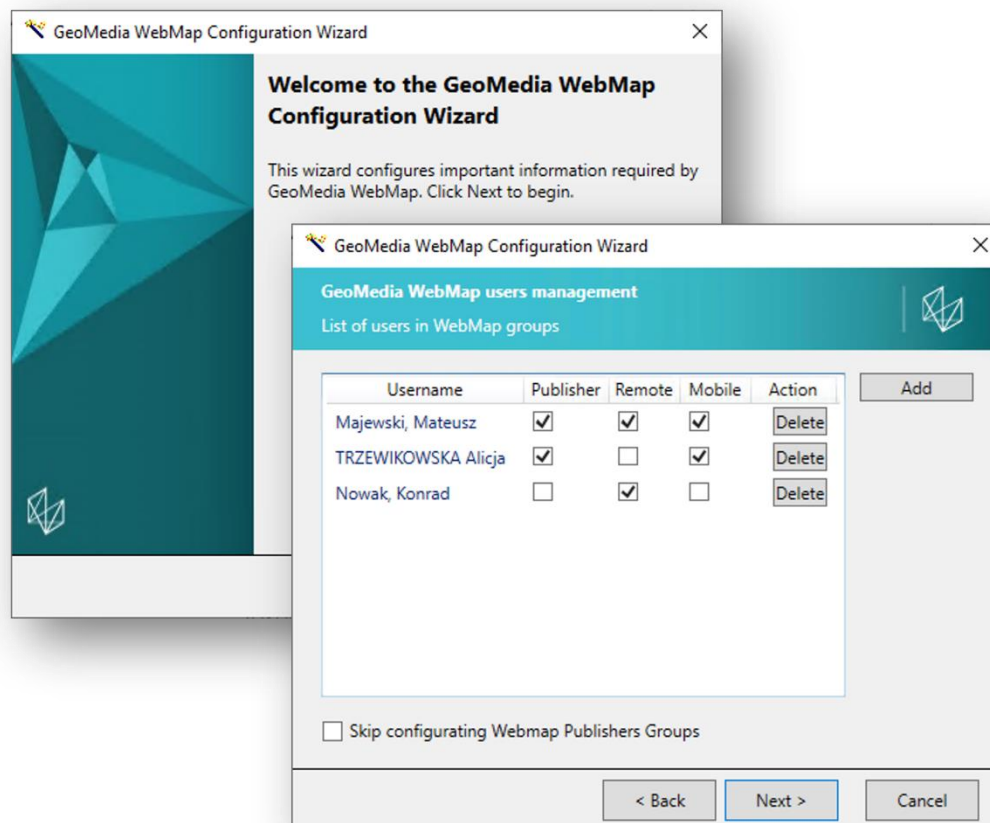 GeoMedia WebMap Configuration Wizard
Welcome to the GeoMedia WebMap
Configuration Wizard
This wizard configures important information required by
GeoMedia WebMap. Click Next to begin.
GeoMedia WebMap Configuration Wizard
GeoMedia WebMap users management
List of users in WebMap groups
Username Publisher Remote Mobile Action Add
Majewski, Mateusz Delete
TRZEWIKOWSKA Alicja Delete
Nowak, Konrad Delete
Skip configurating Webmap Publishers Groups
< Back Next > Cancel